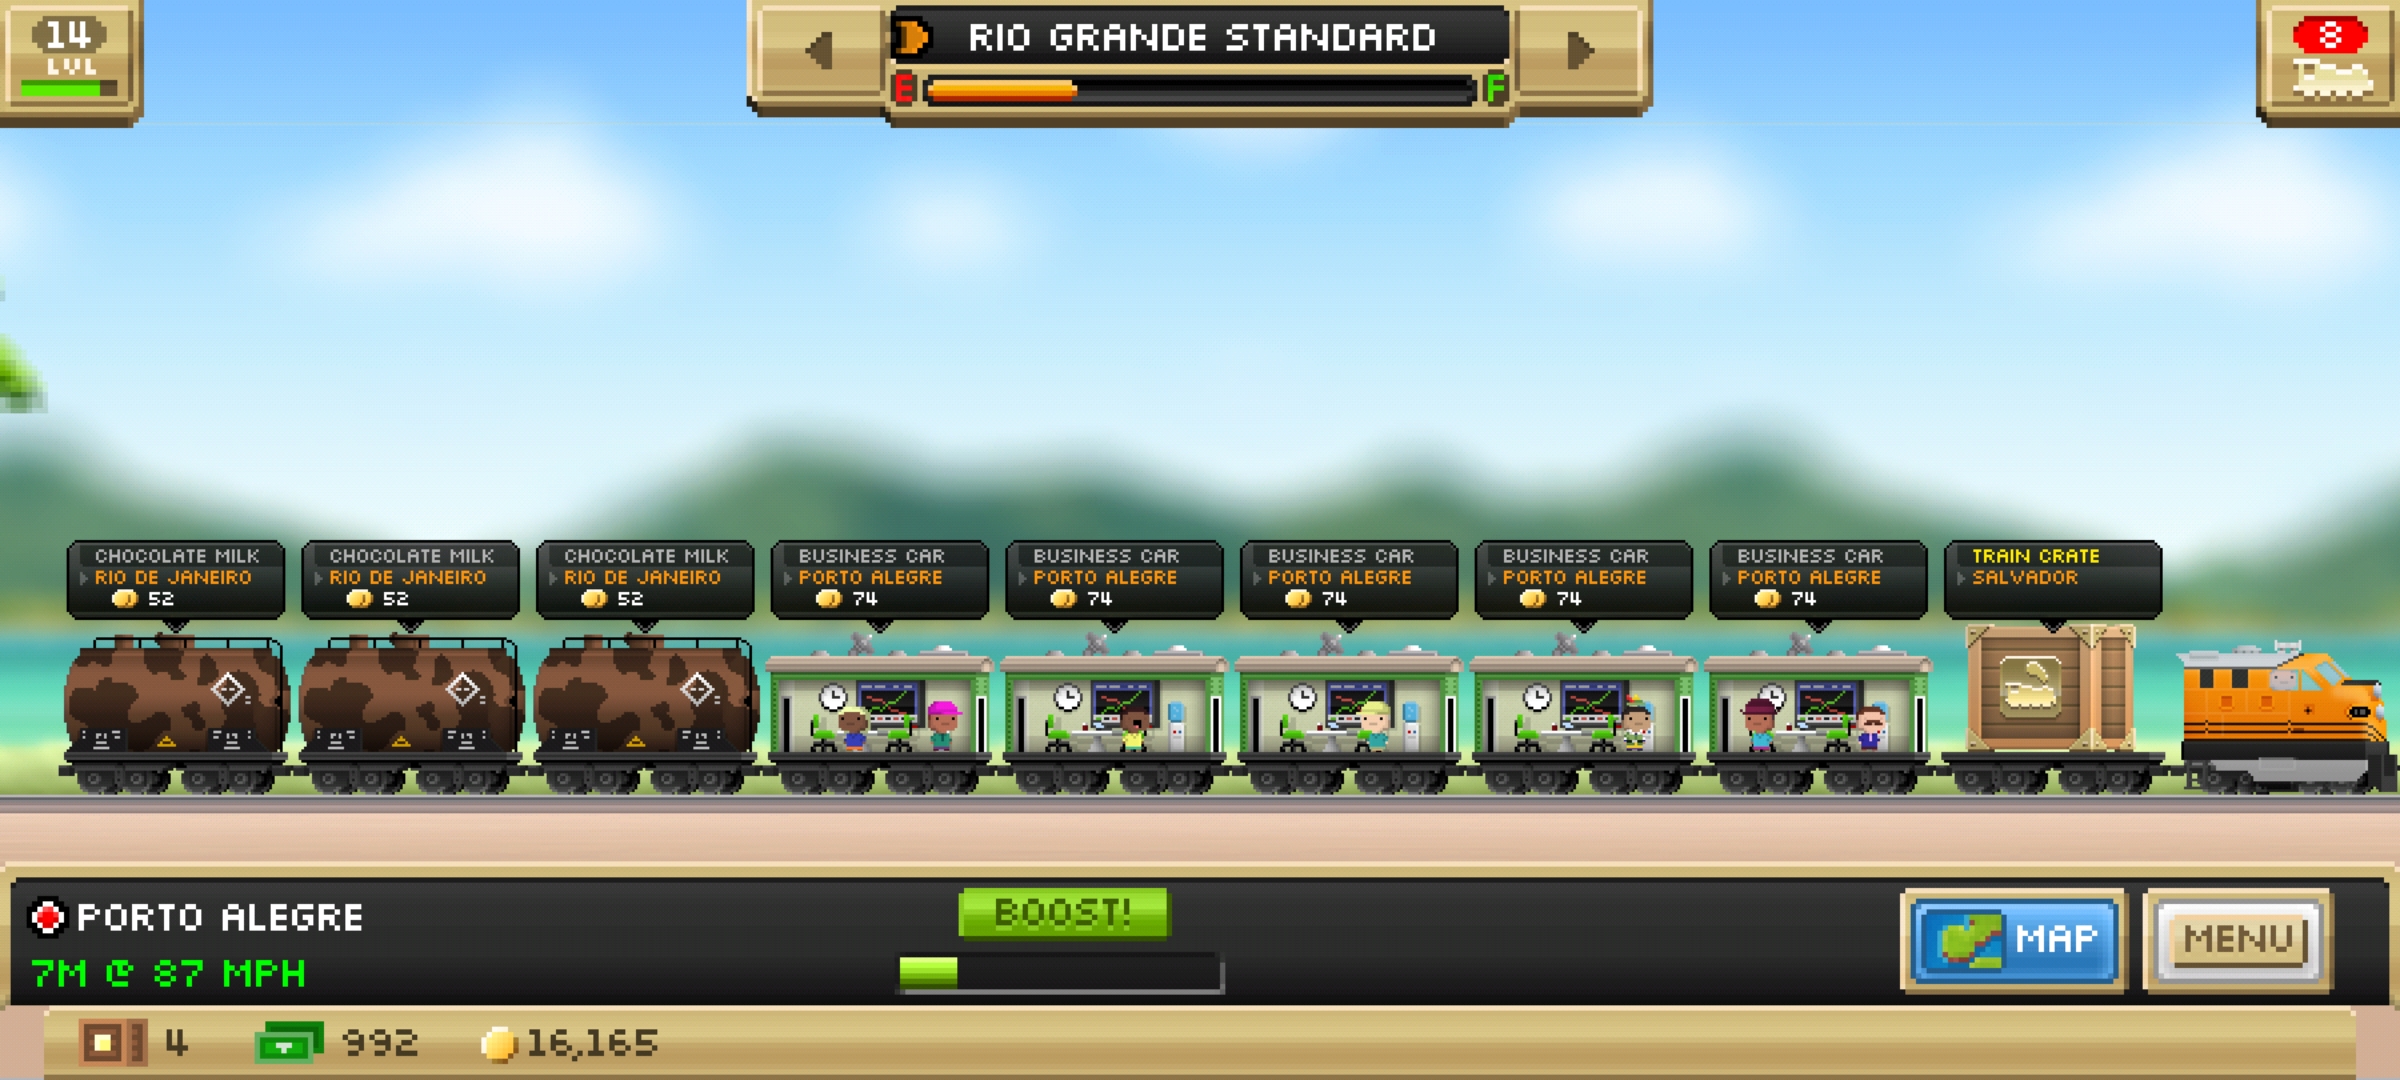 14
LVL
RIO GRANDE STANDARD
E F
8
CHOCOLATE MILK
RIO DE JANEIRO
52
CHOCOLATE MILK
RIO DE JANEIRO
52
CHOCOLATE MILK
RIO DE JANEIRO
52
BUSINESS CAR
PORTO ALEGRE
74
BUSINESS CAR
PORTO ALEGRE
74
BUSINESS CAR
PORTO ALEGRE
74
BUSINESS CAR
PORTO ALEGRE
74
BUSINESS CAR
PORTO ALEGRE
74
TRAIN CRATE
SALVADOR
PORTO ALEGRE
7M @ 87 MPH
BOOST!
MAP
MENU
4
992
16,165